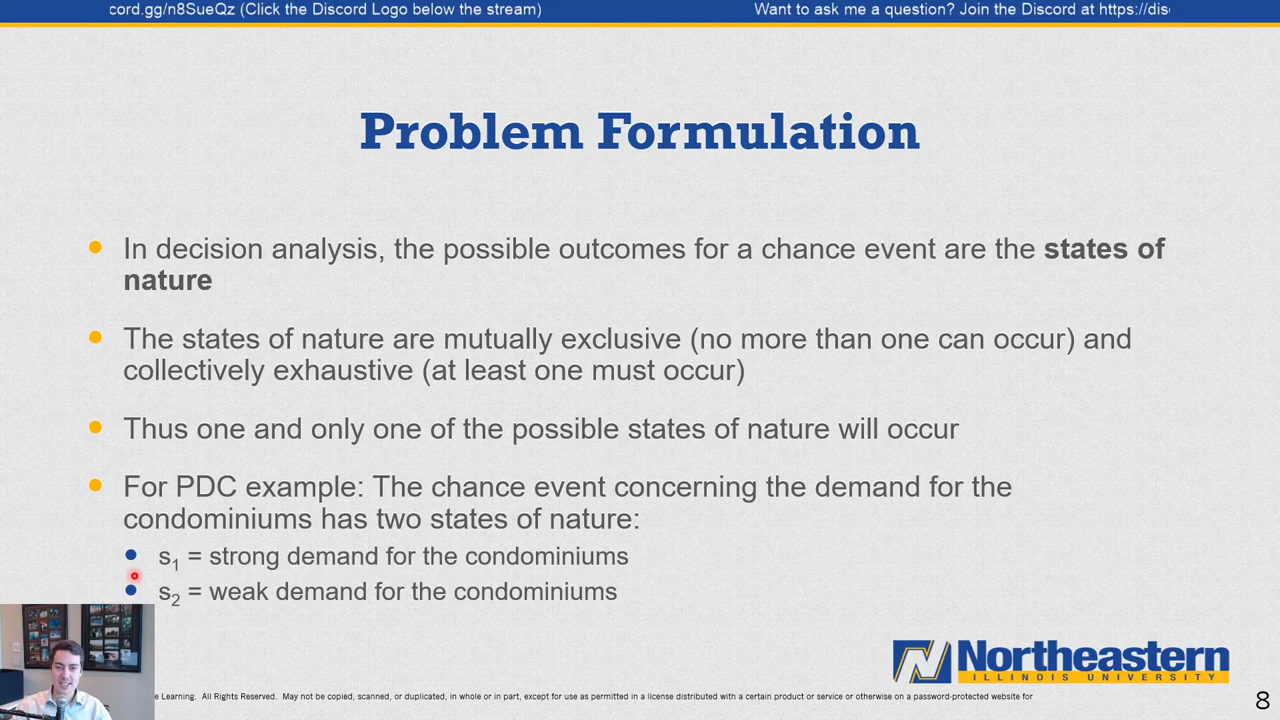 cord.gg/n8SueQz (Click the Discord Logo below the stream) Want to ask me a question? Join the Discord at https://dis
Problem Formulation
In decision analysis, the possible outcomes for a chance event are the states of
nature
The states of nature are mutually exclusive (no more than one can occur) and
collectively exhaustive (at least one must occur)
Thus one and only one of the possible states of nature will occur
For PDC example: The chance event concerning the demand for the
condominiums has two states of nature:
s1 = strong demand for the condominiums
s2 = weak demand for the condominiums
N Northeastern
ILLINOIS UNIVERSITY
e Learning. All Rights Reserved. May not be copied, scanned, or duplicated, in whole or in part, except for use as permitted in a license distributed with a certain product or service or otherwise on a password-protected website for
8